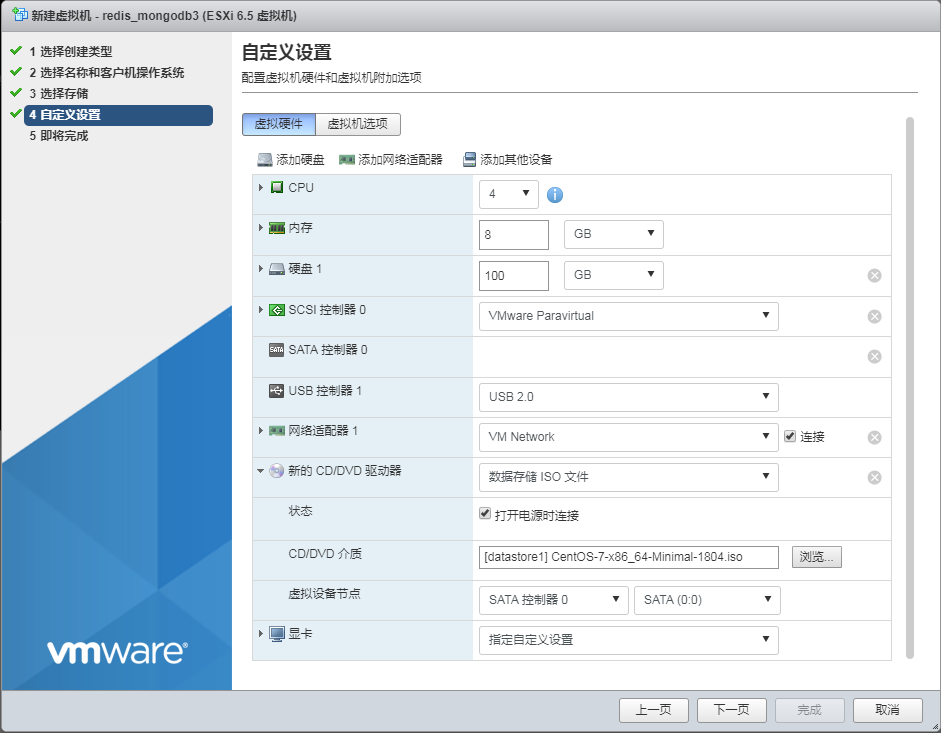 新建虚拟机 - redis_mongodb3 (ESXi 6.5 虚拟机)
1 选择创建类型
2 选择名称和客户机操作系统
3 选择存储
4 自定义设置
5 即将完成
自定义设置
配置虚拟机硬件和虚拟机附加选项
虚拟硬件 虚拟机选项
添加硬盘 添加网络适配器 添加其他设备
CPU 4
内存 8 GB
硬盘 1 100 GB
SCSI 控制器 0 VMware Paravirtual
SATA SATA 控制器 0
USB 控制器 1 USB 2.0
网络适配器 1 VM Network 连接
新的 CD/DVD 驱动器 数据存储 ISO 文件
状态 打开电源时连接
CD/DVD 介质 [datastore1] CentOS-7-x86_64-Minimal-1804.iso 浏览...
虚拟设备节点 SATA 控制器 0 SATA (0:0)
显卡 指定自定义设置
vmware®
上一页 下一页 完成 取消